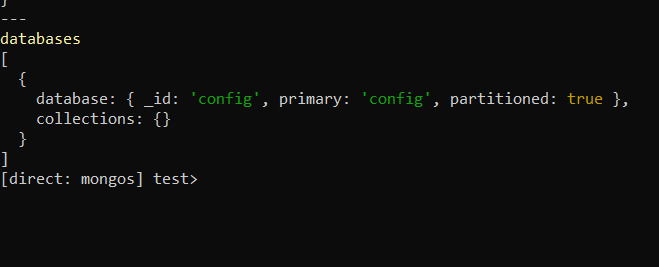 }
---
databases
[
  {
    database: { _id: 'config', primary: 'config', partitioned: true },
    collections: {}
  }
]
[direct: mongos] test>